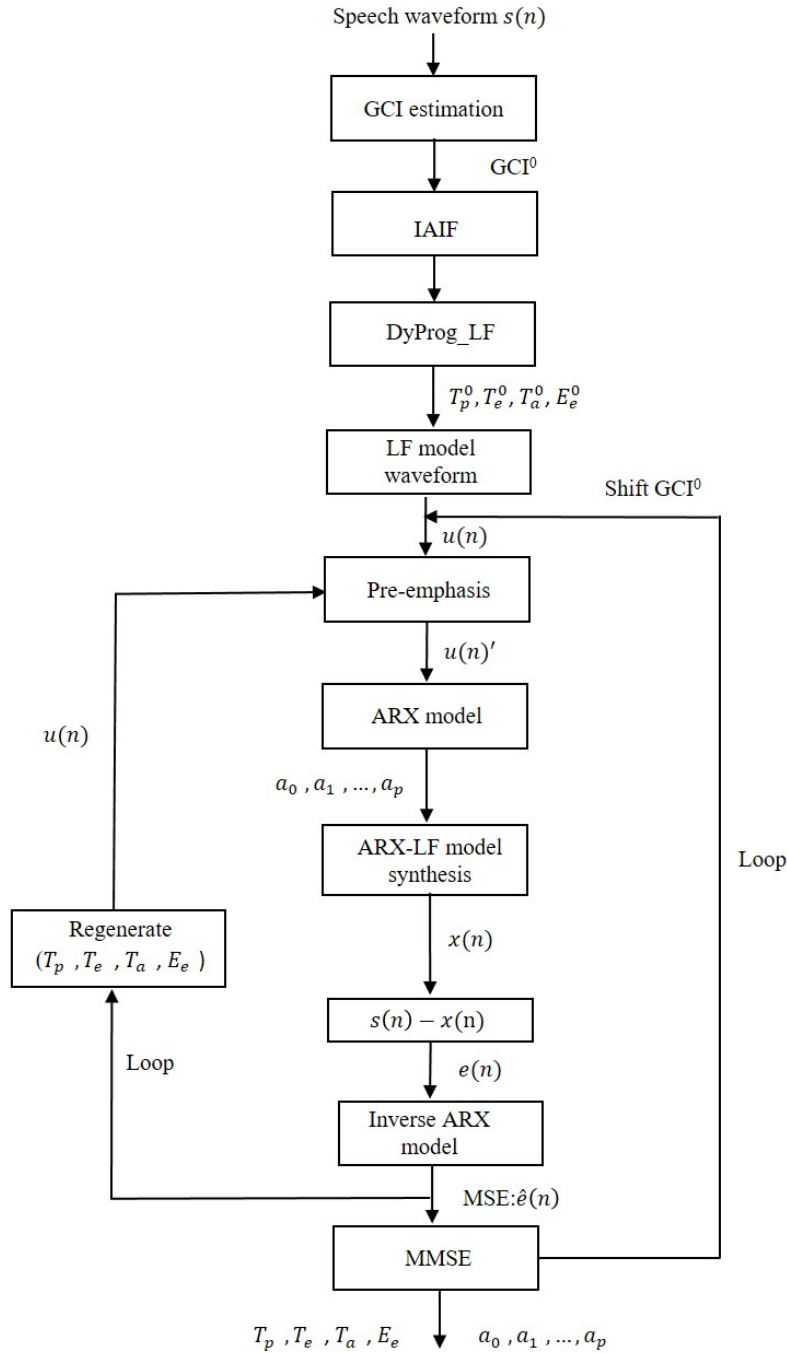 Speech waveform s(n)
GCI estimation
GCI⁰
IAIF
DyProg_LF
T_p^0, T_e^0, T_a^0, E_e^0
LF model
waveform
Shift GCI⁰
u(n)
Pre-emphasis
u(n)′
ARX model
u(n)
a_0 , a_1 , …, a_p
ARX-LF model
synthesis
Loop
Regenerate
(T_p , T_e , T_a , E_e )
x(n)
s(n) − x(n)
Loop
e(n)
Inverse ARX
model
MSE:ê(n)
MMSE
T_p , T_e , T_a , E_e
a_0 , a_1 , …, a_p